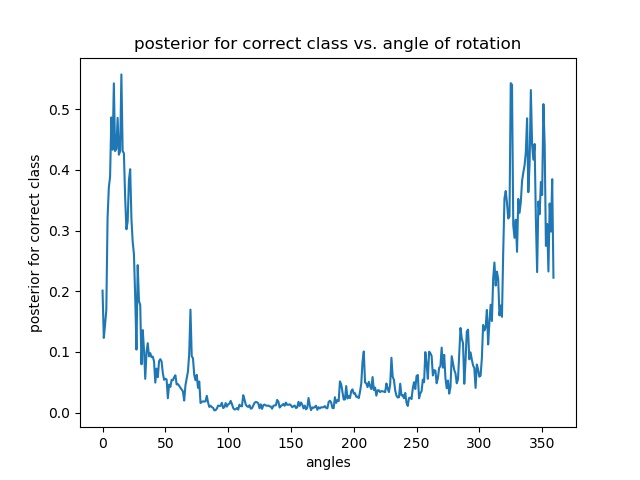 posterior for correct class vs. angle of rotation
posterior for correct class
0.5
0.4
0.3
0.2
0.1
0.0
0 50 100 150 200 250 300 350
angles